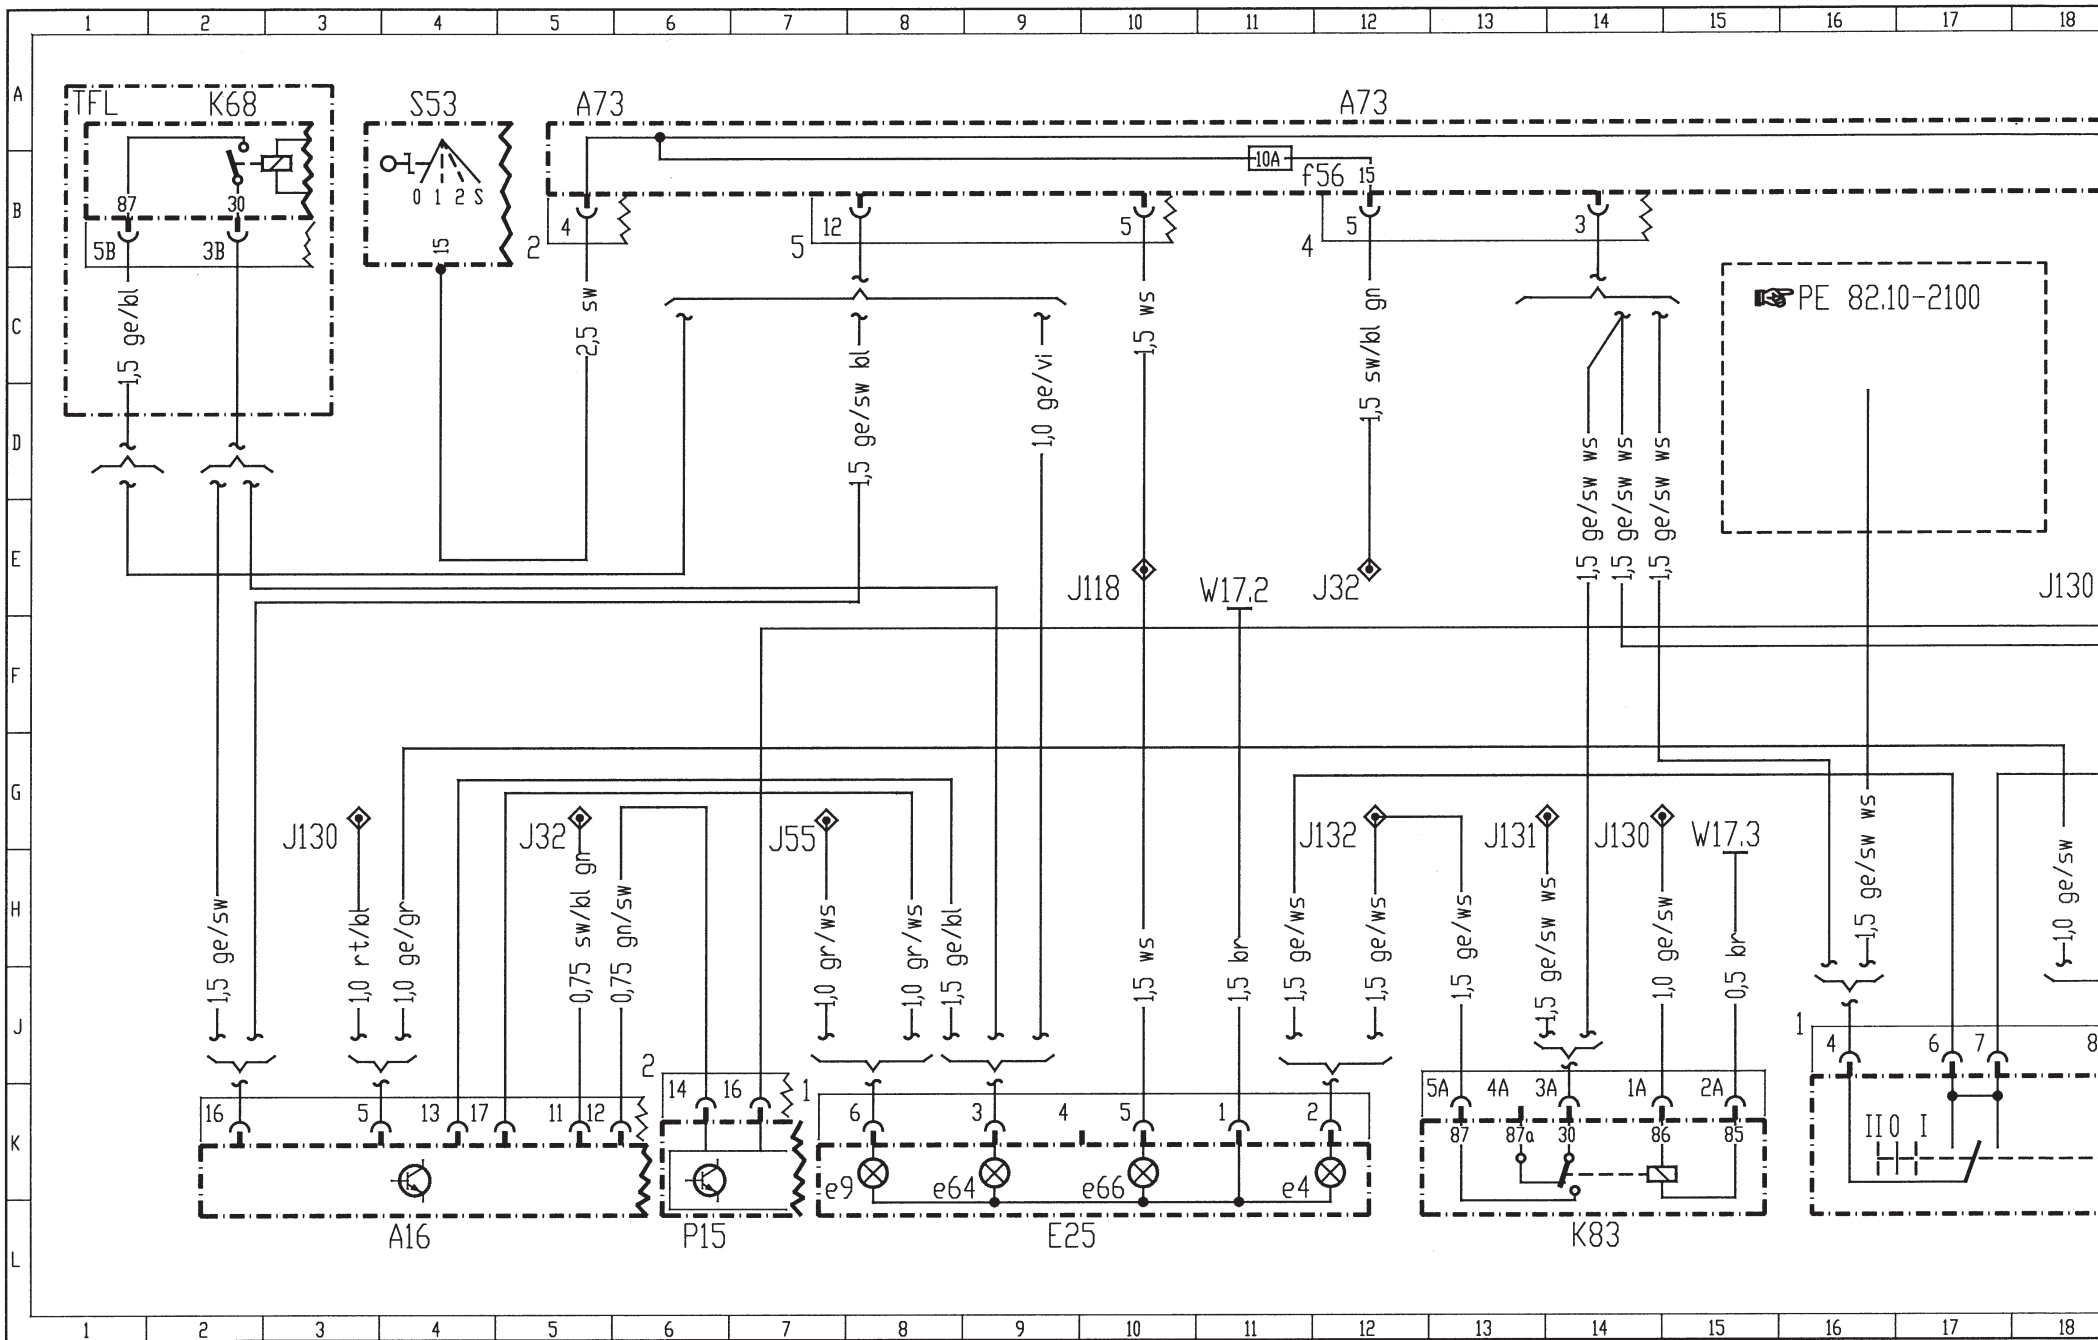 1 2 3 4 5 6 7 8 9 10 11 12 13 14 15 16 17 18
A
TFL K68 S53 A73 A73
10A
f56 15
0 1 2 S
B
87 30
15
4 12 5 5 3
2 5 4
5B 3B
C
PE 82.10-2100
1,5 ge/bl
2,5 sw
1,5 ge/sw bl
1,0 ge/vi
1,5 ws
1,5 sw/bl gn
D
1,5 ge/sw ws
1,5 ge/sw ws
1,5 ge/sw ws
E
J118 W17.2 J32 J130
F
G
J130 J32 J55 J132 J131 J130 W17.3
H
1,5 ge/sw
1,0 rt/bl
1,0 ge/gr
0,75 sw/bl gn
0,75 gn/sw
1,0 gr/ws
1,0 gr/ws
1,5 ge/bl
1,5 ws
1,5 br
1,5 ge/ws
1,5 ge/ws
1,5 ge/ws
1,5 ge/sw ws
1,0 ge/sw
0,5 br
1,5 ge/sw ws
1,0 ge/sw
J
1
4 6 7 8
2
14 16 1
5A 4A 3A 1A 2A
16 5 13 17 11 12
6 3 4 5 1 2
K
87 87a 30 86 85
II 0 I
e9 e64 e66 e4
A16 P15 E25 K83
L
1 2 3 4 5 6 7 8 9 10 11 12 13 14 15 16 17 18